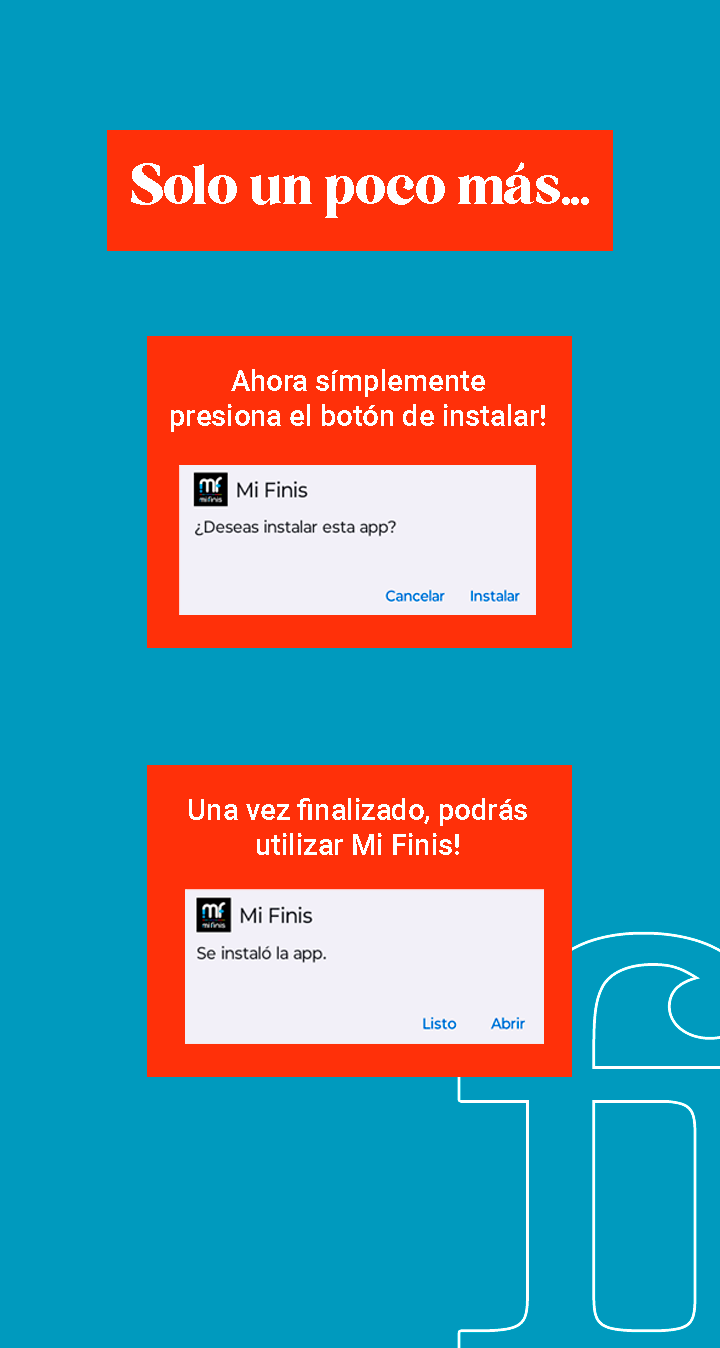 Solo un poco más...
Ahora símplemente
presiona el botón de instalar!
mf
mi finis
Mi Finis
¿Deseas instalar esta app?
Cancelar Instalar
Una vez finalizado, podrás
utilizar Mi Finis!
mf
mi finis
Mi Finis
Se instaló la app.
Listo Abrir
fi